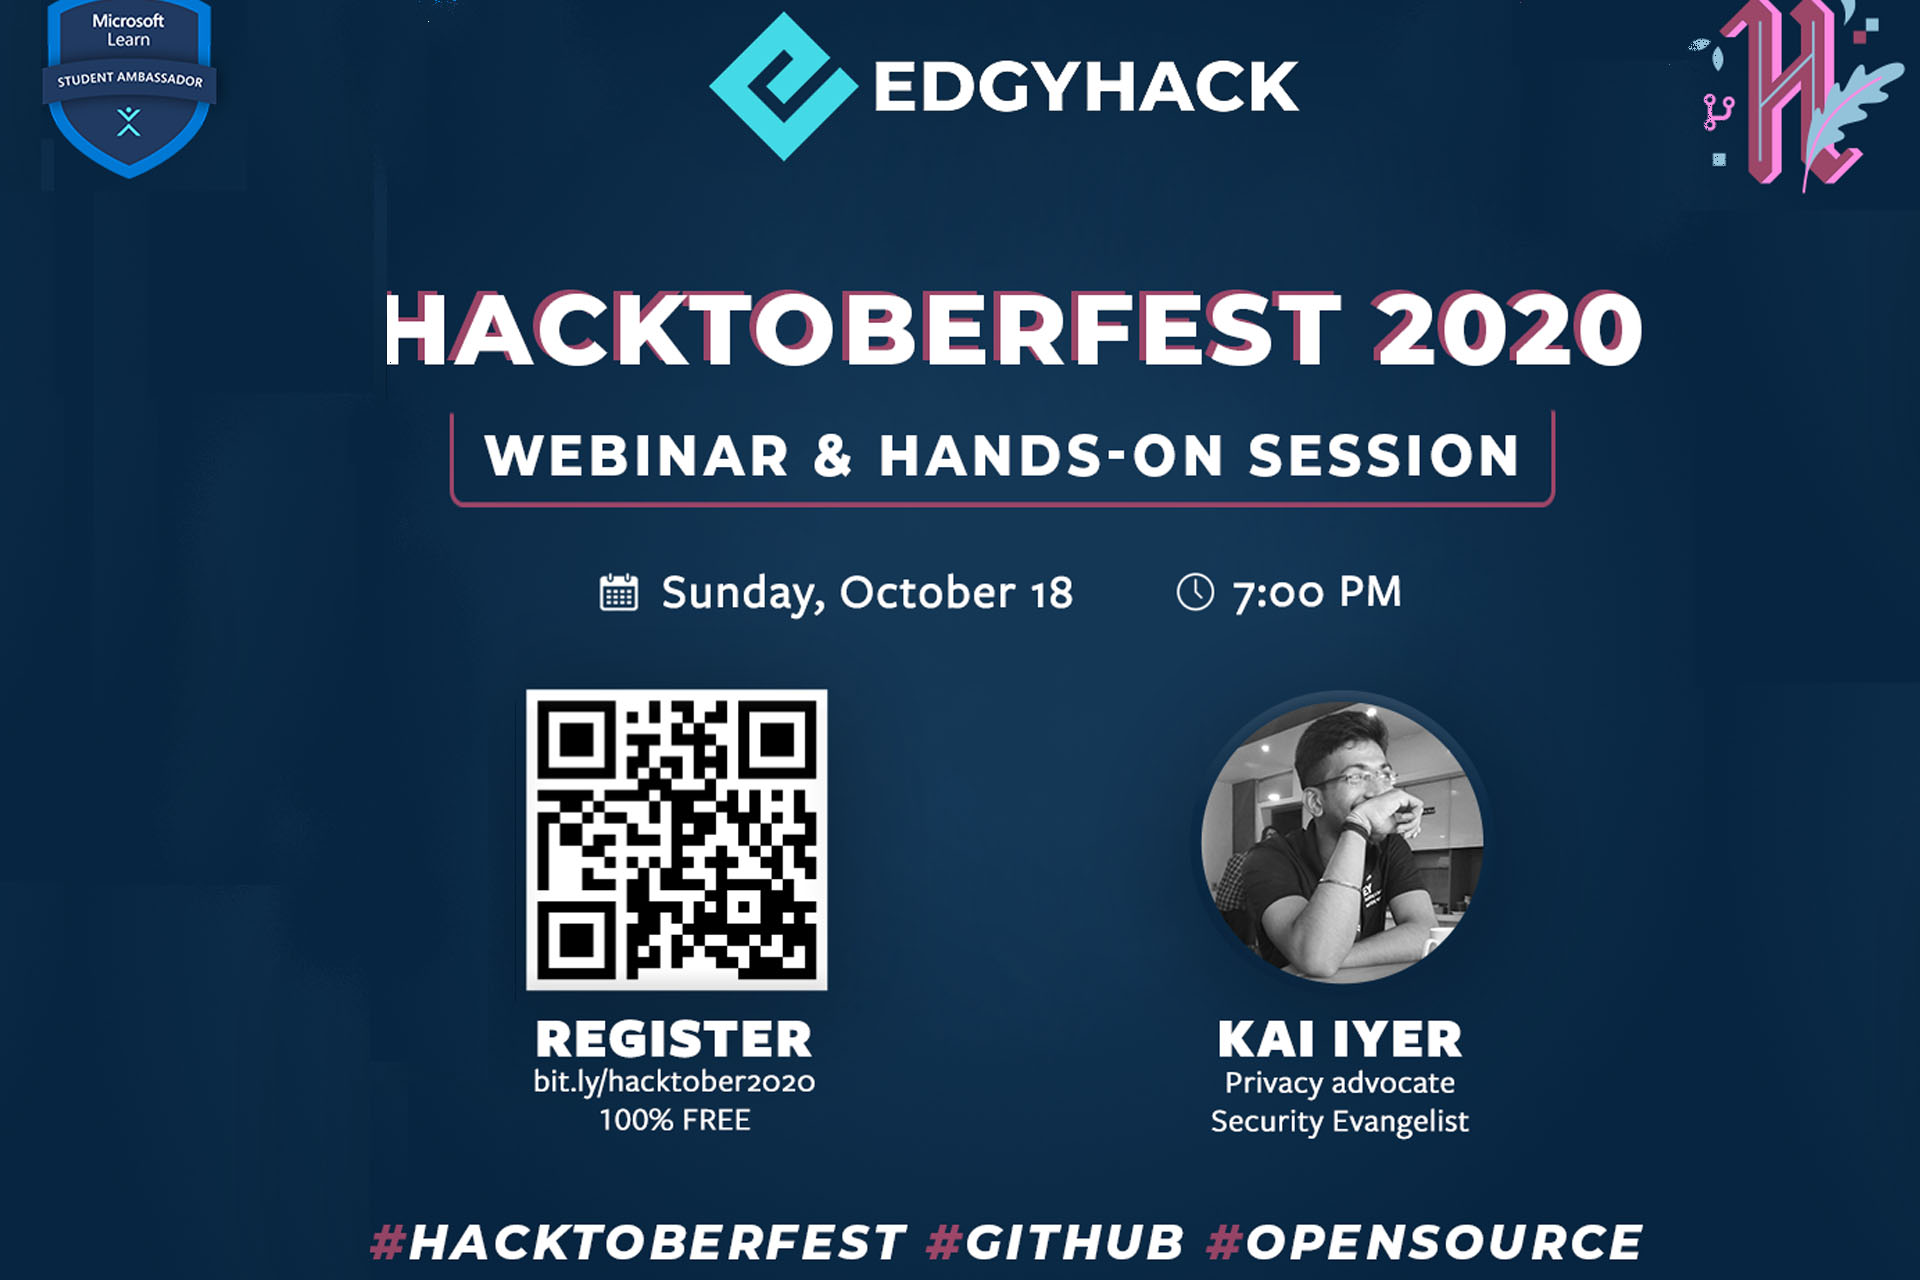 Microsoft
Learn
STUDENT AMBASSADOR
EDGYHACK
HACKTOBERFEST 2020
WEBINAR & HANDS-ON SESSION
Sunday, October 18
7:00 PM
REGISTER
bit.ly/hacktober2020
100% FREE
KAI IYER
Privacy advocate
Security Evangelist
#HACKTOBERFEST #GITHUB #OPENSOURCE